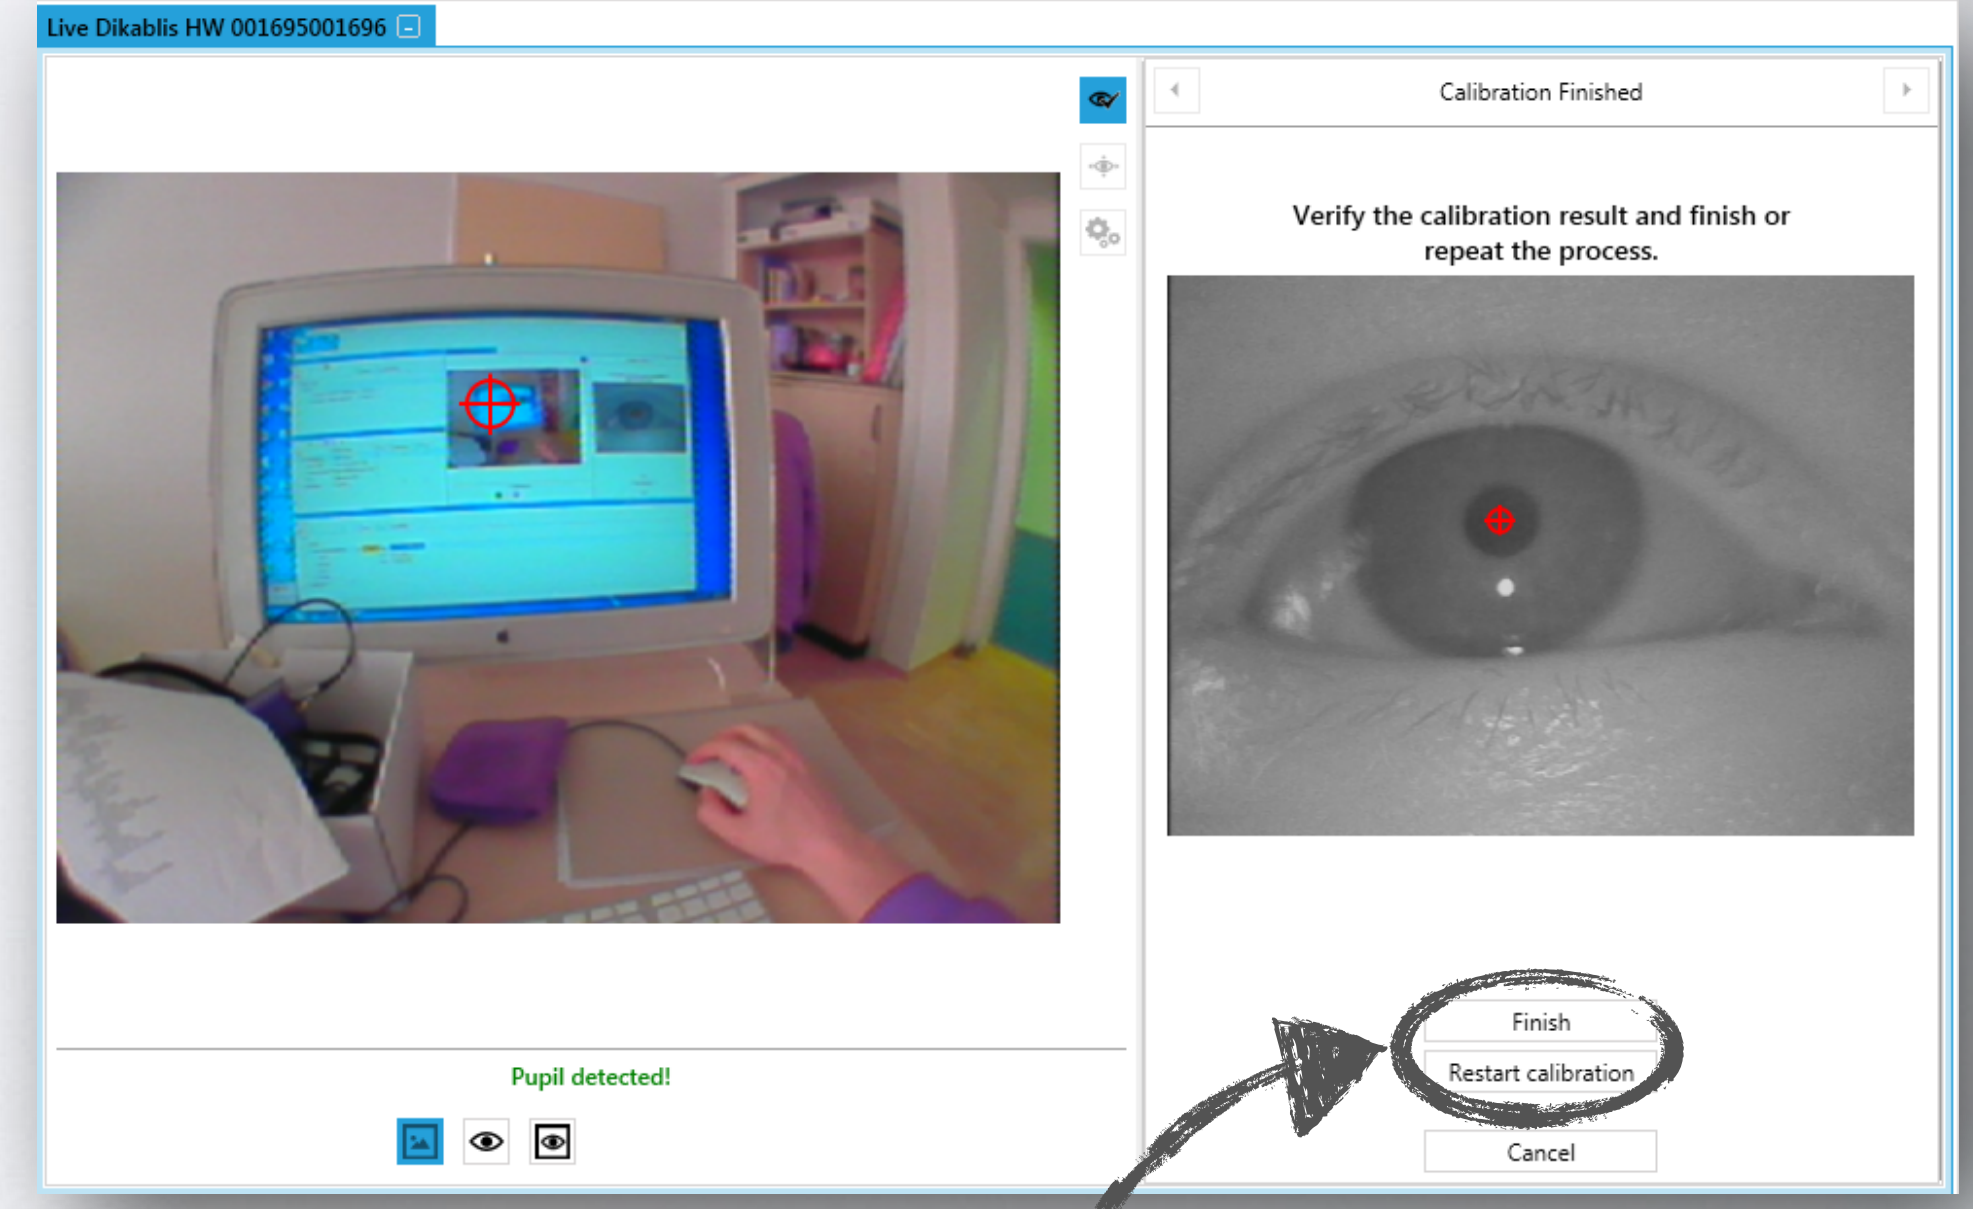 Live Dikablis HW 001695001696
Calibration Finished
Verify the calibration result and finish or
repeat the process.
Pupil detected!
Finish
Restart calibration
Cancel